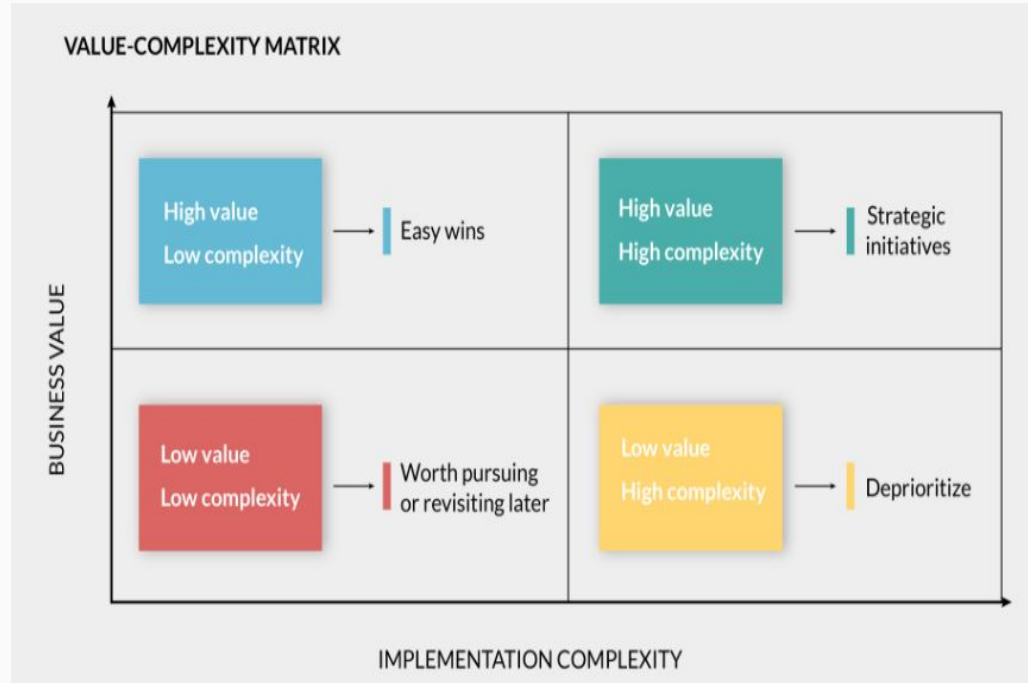 VALUE-COMPLEXITY MATRIX
BUSINESS VALUE
High value
Low complexity
Easy wins
High value
High complexity
Strategic
initiatives
Low value
Low complexity
Worth pursuing
or revisiting later
Low value
High complexity
Deprioritize
IMPLEMENTATION COMPLEXITY